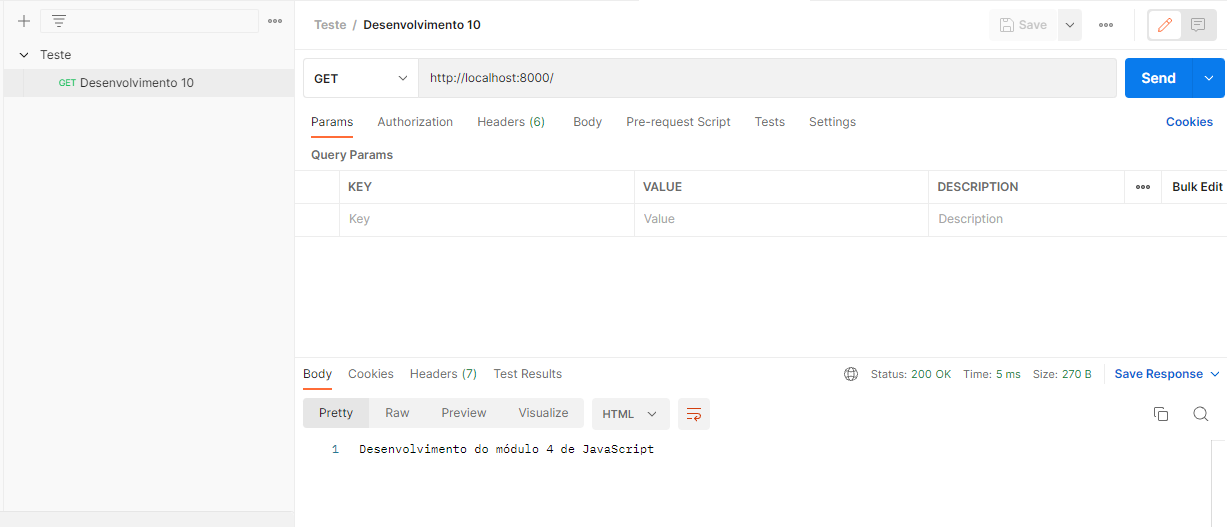 Teste
GET Desenvolvimento 10
Teste / Desenvolvimento 10
Save
GET
http://localhost:8000/
Send
Params Authorization Headers (6) Body Pre-request Script Tests Settings Cookies
Query Params
KEY VALUE DESCRIPTION Bulk Edit
Key Value Description
Body Cookies Headers (7) Test Results Status: 200 OK Time: 5 ms Size: 270 B Save Response
Pretty Raw Preview Visualize HTML
1 Desenvolvimento do módulo 4 de JavaScript